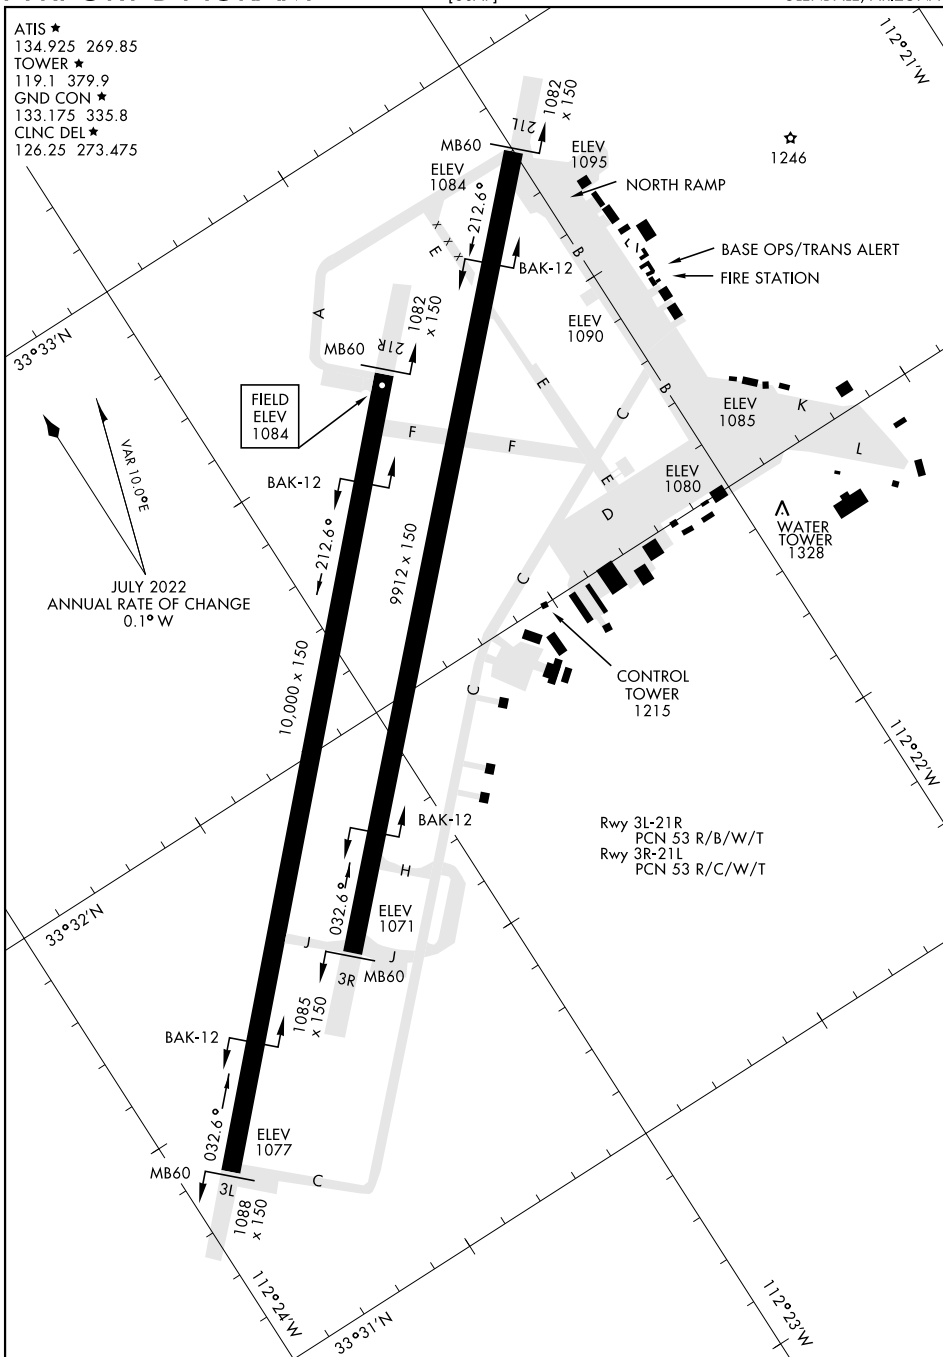 ATIS ★
134.925 269.85
TOWER ★
119.1 379.9
GND CON ★
133.175 335.8
CLNC DEL ★
126.25 273.475
112°21'W
1082
x 150
21L
MB60
ELEV
1084
ELEV
1095
1246
NORTH RAMP
212.6°
E
B
BASE OPS/TRANS ALERT
FIRE STATION
BAK-12
A
33°33'N
1082
x 150
21R
MB60
ELEV
1090
E
B
C
FIELD
ELEV
1084
ELEV
1085
K
L
F
F
VAR 10.0°E
BAK-12
E
ELEV
1080
D
WATER
TOWER
1328
212.6°
9912 x 150
C
JULY 2022
ANNUAL RATE OF CHANGE
0.1° W
10,000 x 150
CONTROL
TOWER
1215
C
112°22'W
BAK-12
Rwy 3L-21R
PCN 53 R/B/W/T
Rwy 3R-21L
PCN 53 R/C/W/T
H
032.6°
ELEV
1071
33°32'N
J
J
3R
MB60
1085
x 150
BAK-12
032.6°
ELEV
1077
MB60
3L
C
1088
x 150
112°24'W
33°31'N
112°23'W